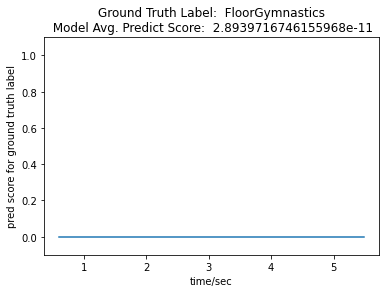 Ground Truth Label:  FloorGymnastics
Model Avg. Predict Score:  2.8939716746155968e-11
1.0
0.8
0.6
0.4
0.2
0.0
pred score for ground truth label
1 2 3 4 5
time/sec